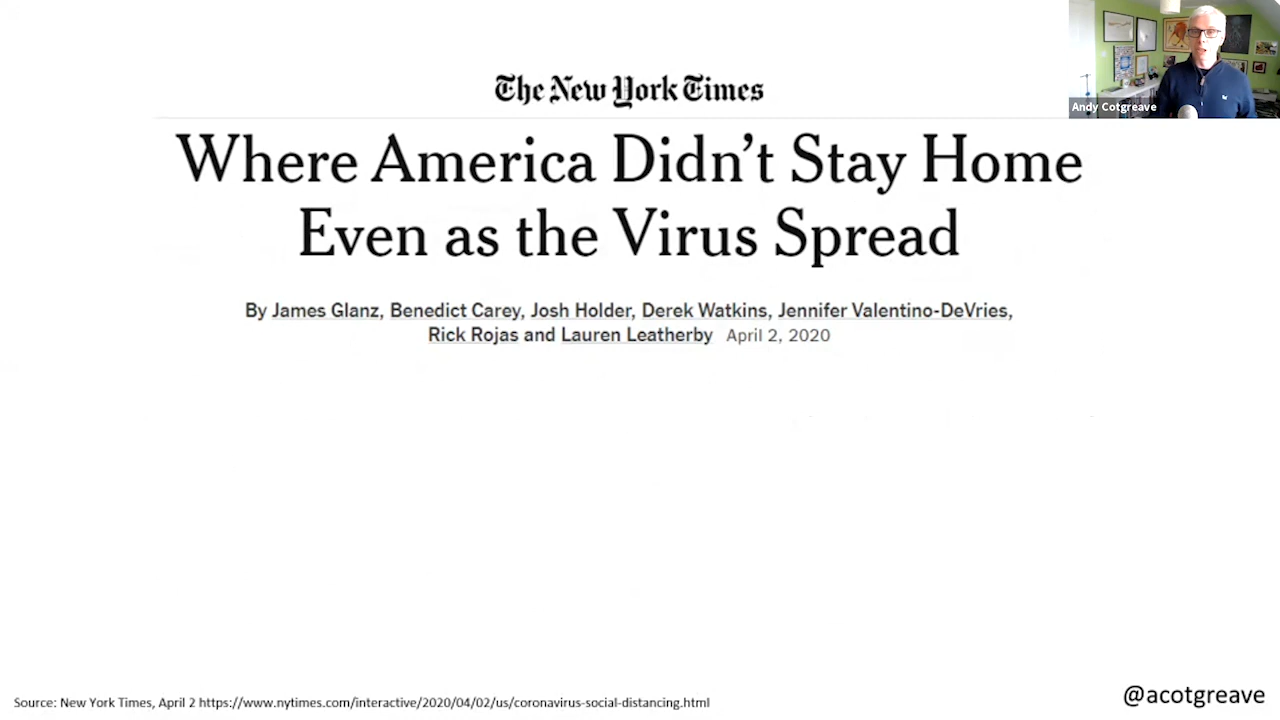 The New York Times
Andy Cotgreave
Where America Didn't Stay Home
Even as the Virus Spread
By James Glanz, Benedict Carey, Josh Holder, Derek Watkins, Jennifer Valentino-DeVries,
Rick Rojas and Lauren Leatherby April 2, 2020
Source: New York Times, April 2 https://www.nytimes.com/interactive/2020/04/02/us/coronavirus-social-distancing.html
@acotgreave